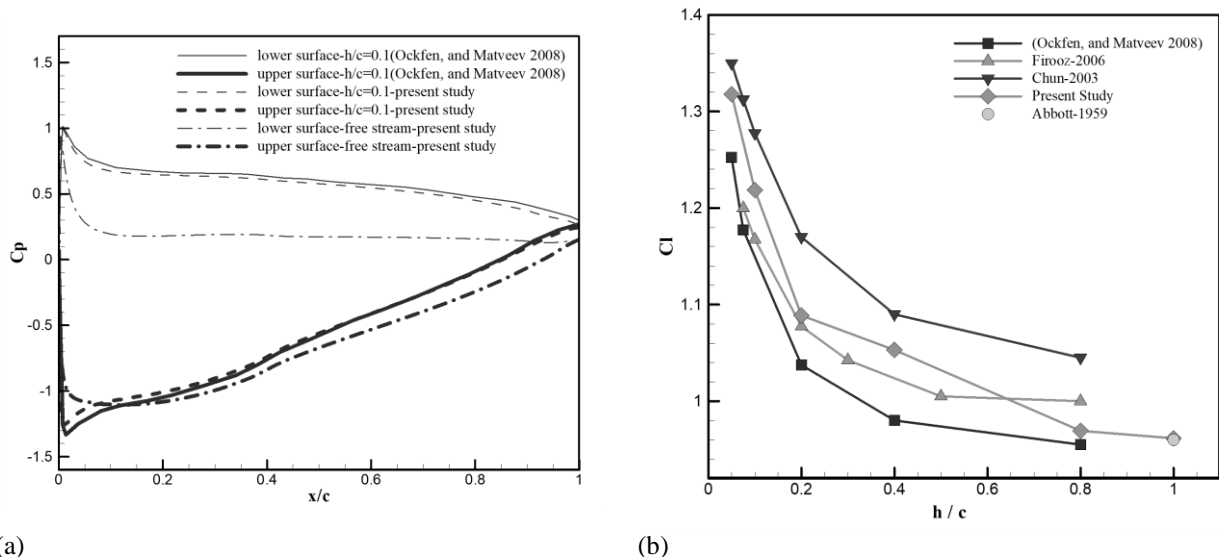 1.5
1
0.5
0
-0.5
-1
-1.5
Cp
0
0.2
0.4
0.6
0.8
1
x/c
lower surface-h/c=0.1(Ockfen, and Matveev 2008)
upper surface-h/c=0.1(Ockfen, and Matveev 2008)
lower surface-h/c=0.1-present study
upper surface-h/c=0.1-present study
lower surface-free stream-present study
upper surface-free stream-present study
(a)
1.4
1.3
1.2
1.1
1
Cl
0
0.2
0.4
0.6
0.8
1
h / c
(Ockfen, and Matveev 2008)
Firooz-2006
Chun-2003
Present Study
Abbott-1959
(b)